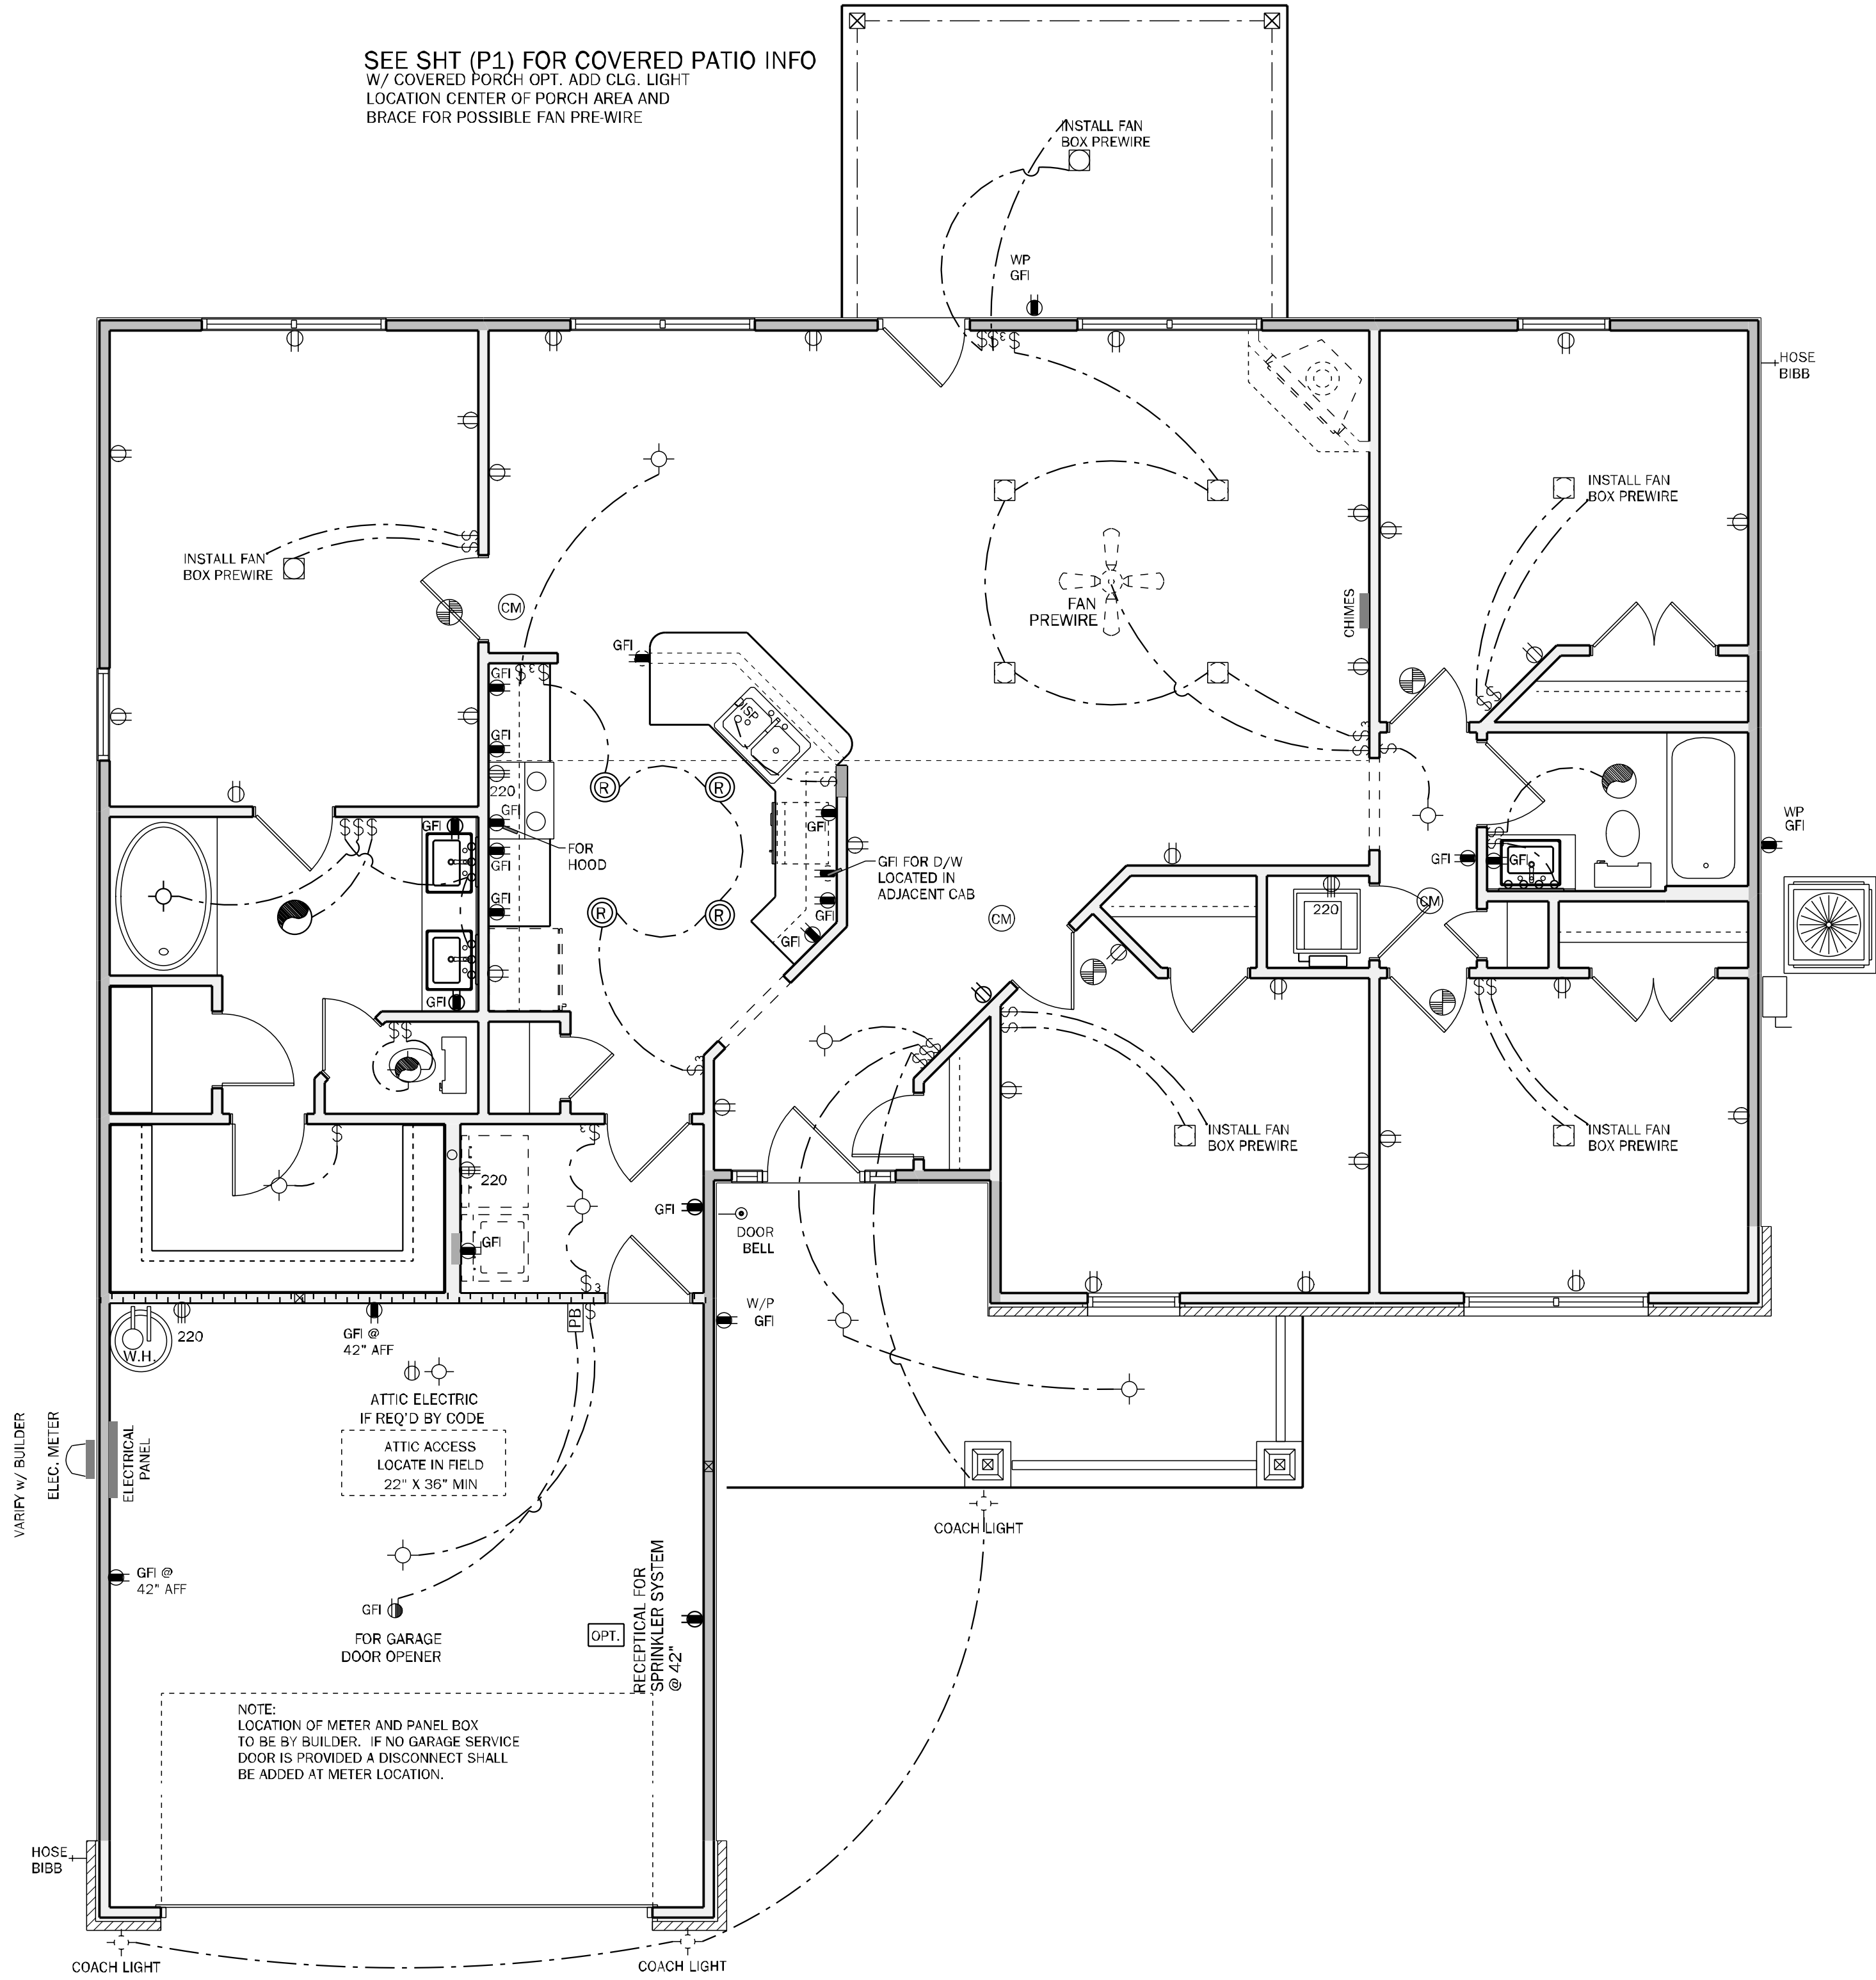 SEE SHT (P1) FOR COVERED PATIO INFO
W/ COVERED PORCH OPT. ADD CLG. LIGHT
LOCATION CENTER OF PORCH AREA AND
BRACE FOR POSSIBLE FAN PRE-WIRE
INSTALL FAN
BOX PREWIRE
WP
GFI
$$$3
HOSE
BIBB
INSTALL FAN
BOX PREWIRE
$
$
INSTALL FAN
BOX PREWIRE
CM
FAN
PREWIRE
CHIMES
GFI
$3$
GFI
GFI
220
GFI
FOR
HOOD
GFI
GFI
DISP
$
R
R
R
R
GFI
GFI FOR D/W
LOCATED IN
ADJACENT CAB
GFI
GFI
$3
$
$
$$
$$$
GFI
GFI
$$
$$
GFI
GFI
WP
GFI
CM
CM
220
$3
$$$
$
$
INSTALL FAN
BOX PREWIRE
$$
INSTALL FAN
BOX PREWIRE
$
$3
220
GFI
$3
GFI
DOOR
BELL
W/P
GFI
PB
$
W.H.
220
GFI @
42" AFF
ATTIC ELECTRIC
IF REQ'D BY CODE
ATTIC ACCESS
LOCATE IN FIELD
22" X 36" MIN
VARIFY w/ BUILDER
ELEC. METER
ELECTRICAL
PANEL
GFI @
42" AFF
GFI
FOR GARAGE
DOOR OPENER
OPT.
RECEPTICAL FOR
SPRINKLER SYSTEM
@ 42"
COACH LIGHT
NOTE:
LOCATION OF METER AND PANEL BOX
TO BE BY BUILDER. IF NO GARAGE SERVICE
DOOR IS PROVIDED A DISCONNECT SHALL
BE ADDED AT METER LOCATION.
HOSE
BIBB
COACH LIGHT
COACH LIGHT